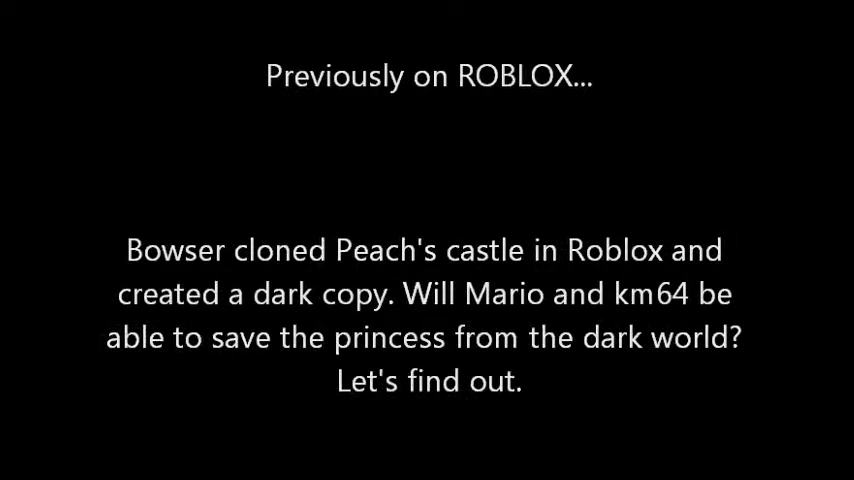 Previously on ROBLOX...
Bowser cloned Peach's castle in Roblox and
created a dark copy. Will Mario and km64 be
able to save the princess from the dark world?
Let's find out.